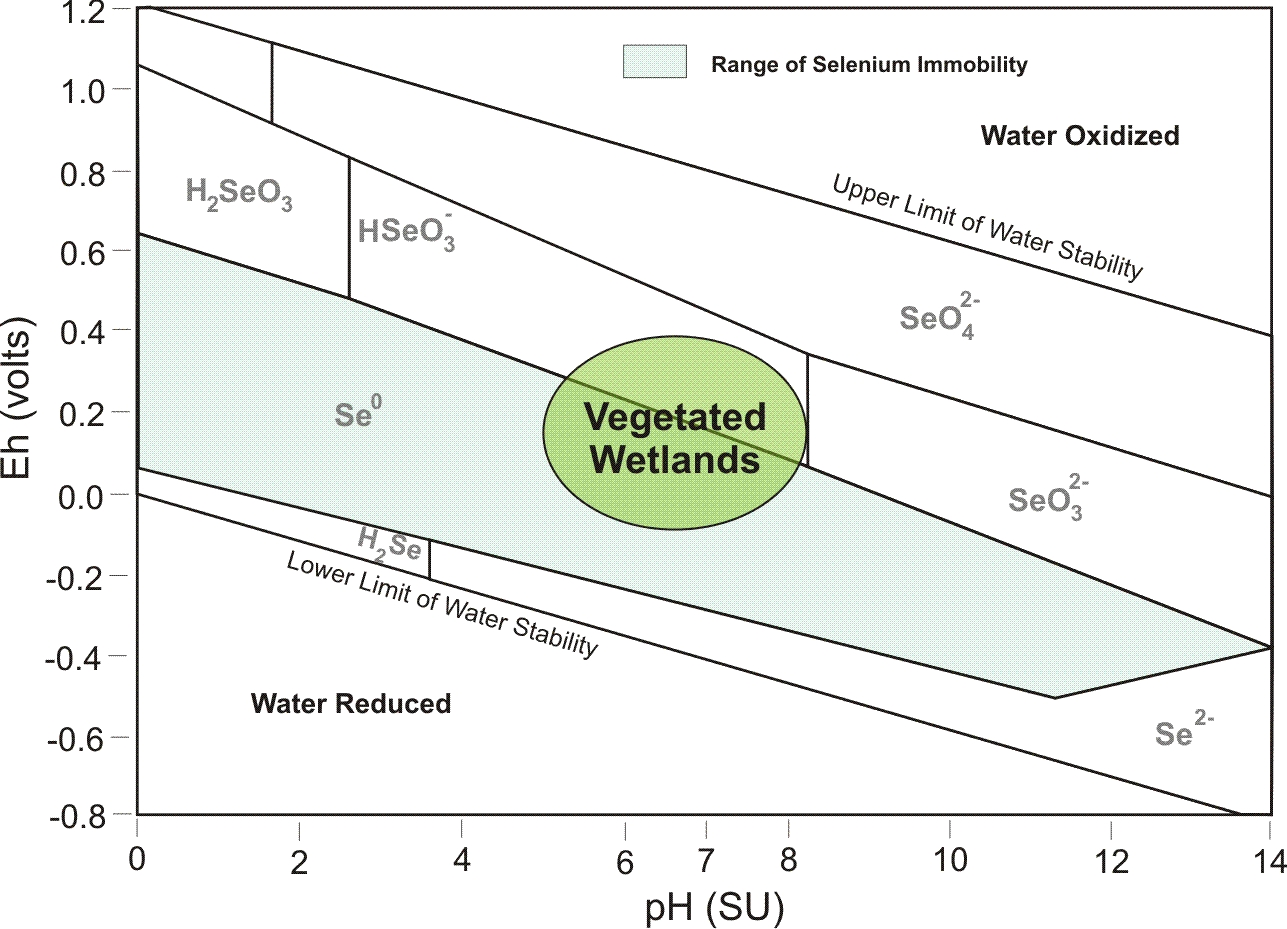 1.2
1.0
0.8
0.6
0.4
0.2
0.0
-0.2
-0.4
-0.6
-0.8
Eh (volts)
Range of Selenium Immobility
Water Oxidized
Upper Limit of Water Stability
H₂SeO₃
HSeO₃⁻
SeO₄²⁻
Se⁰
Vegetated
Wetlands
SeO₃²⁻
H₂Se
Lower Limit of Water Stability
Water Reduced
Se²⁻
0 2 4 6 7 8 10 12 14
pH (SU)